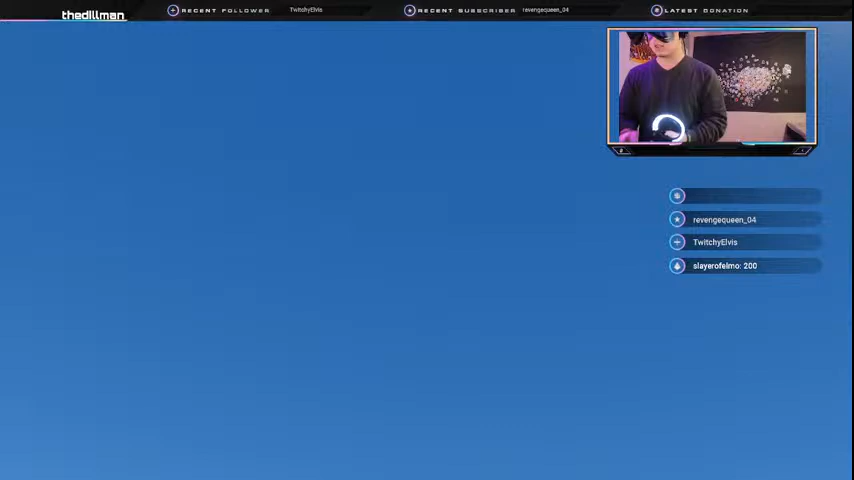 thedillman
RECENT FOLLOWER TwitchyElvis
RECENT SUBSCRIBER revengequeen_04
LATEST DONATION
revengequeen_04
TwitchyElvis
slayerofelmo: 200